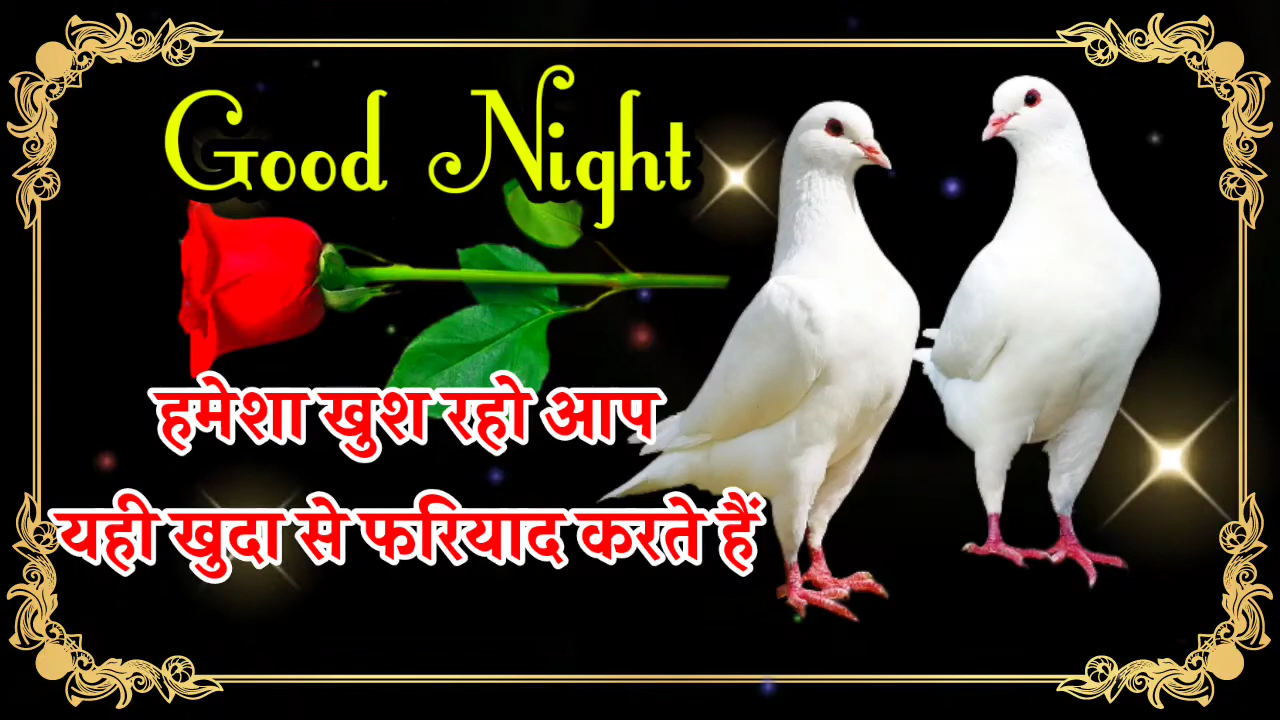 Good Night
हमेशा खुश रहो आप
यही खुदा से फरियाद करते हैं